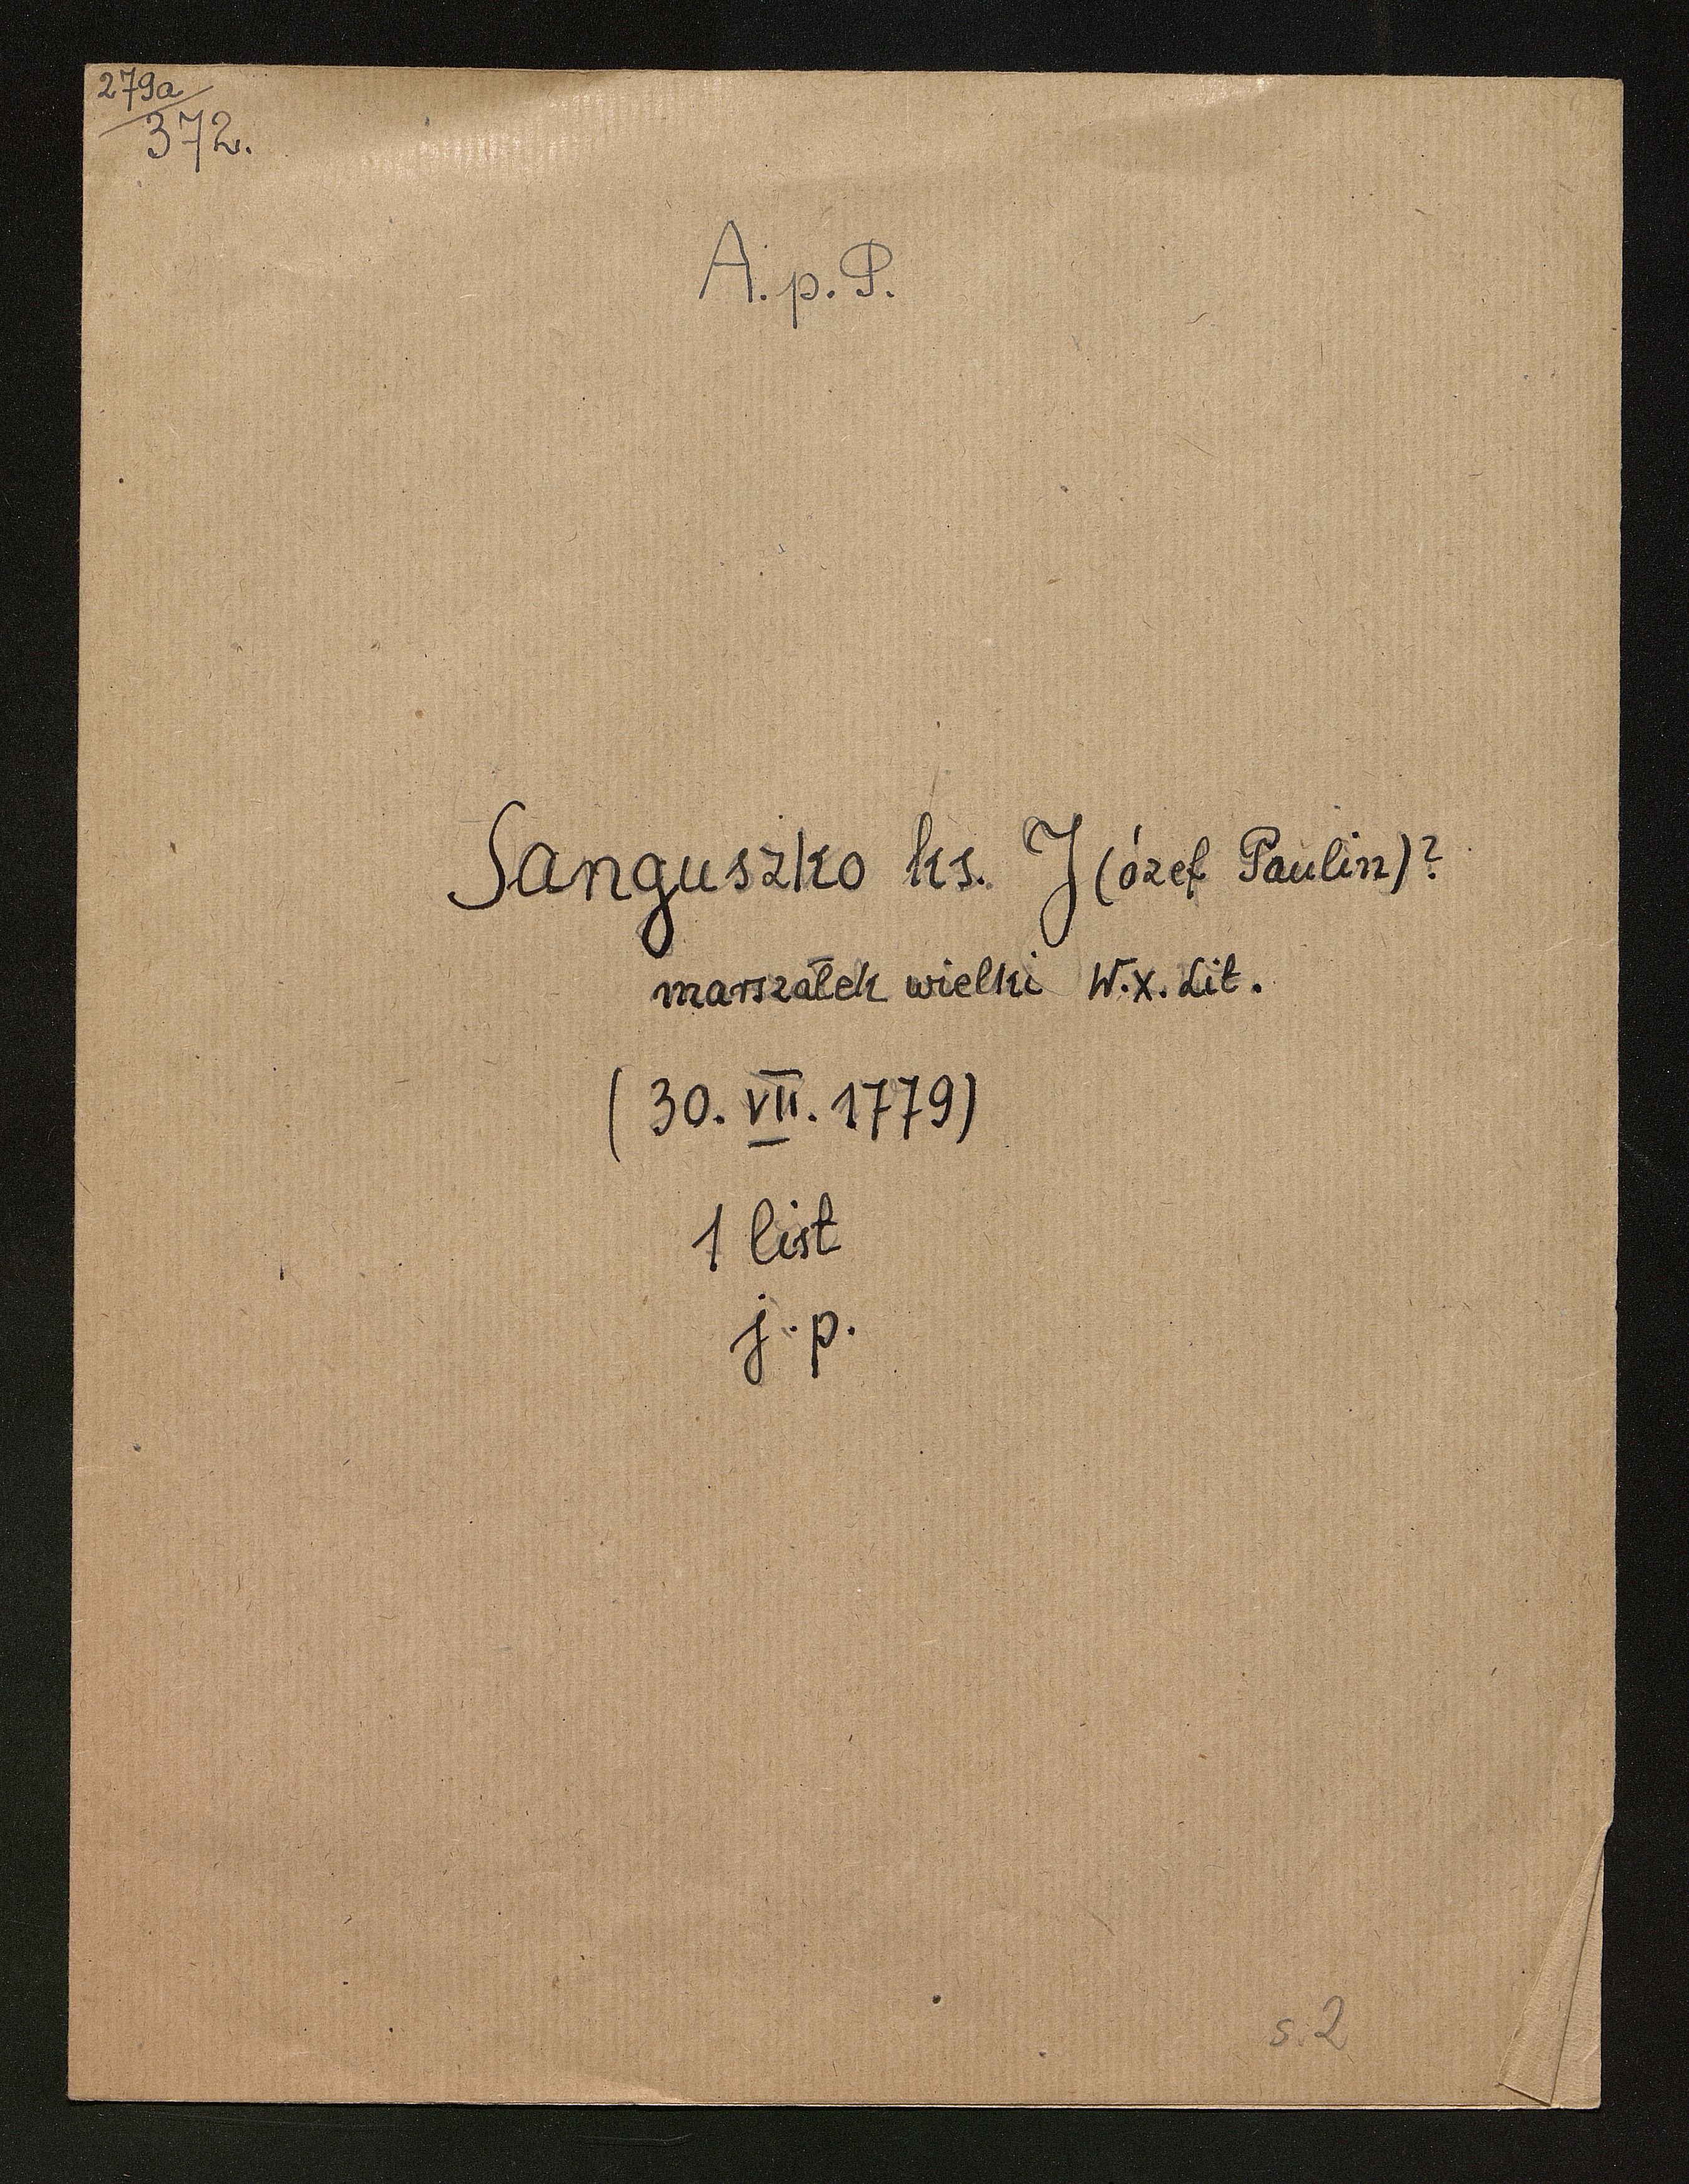 279a
372.
A.p.P.
Sanguszko ks. J(ózef Paulin)?
marszałek wielki W.X. Lit.
(30. VII. 1779)
1 list
j.p.
s.2